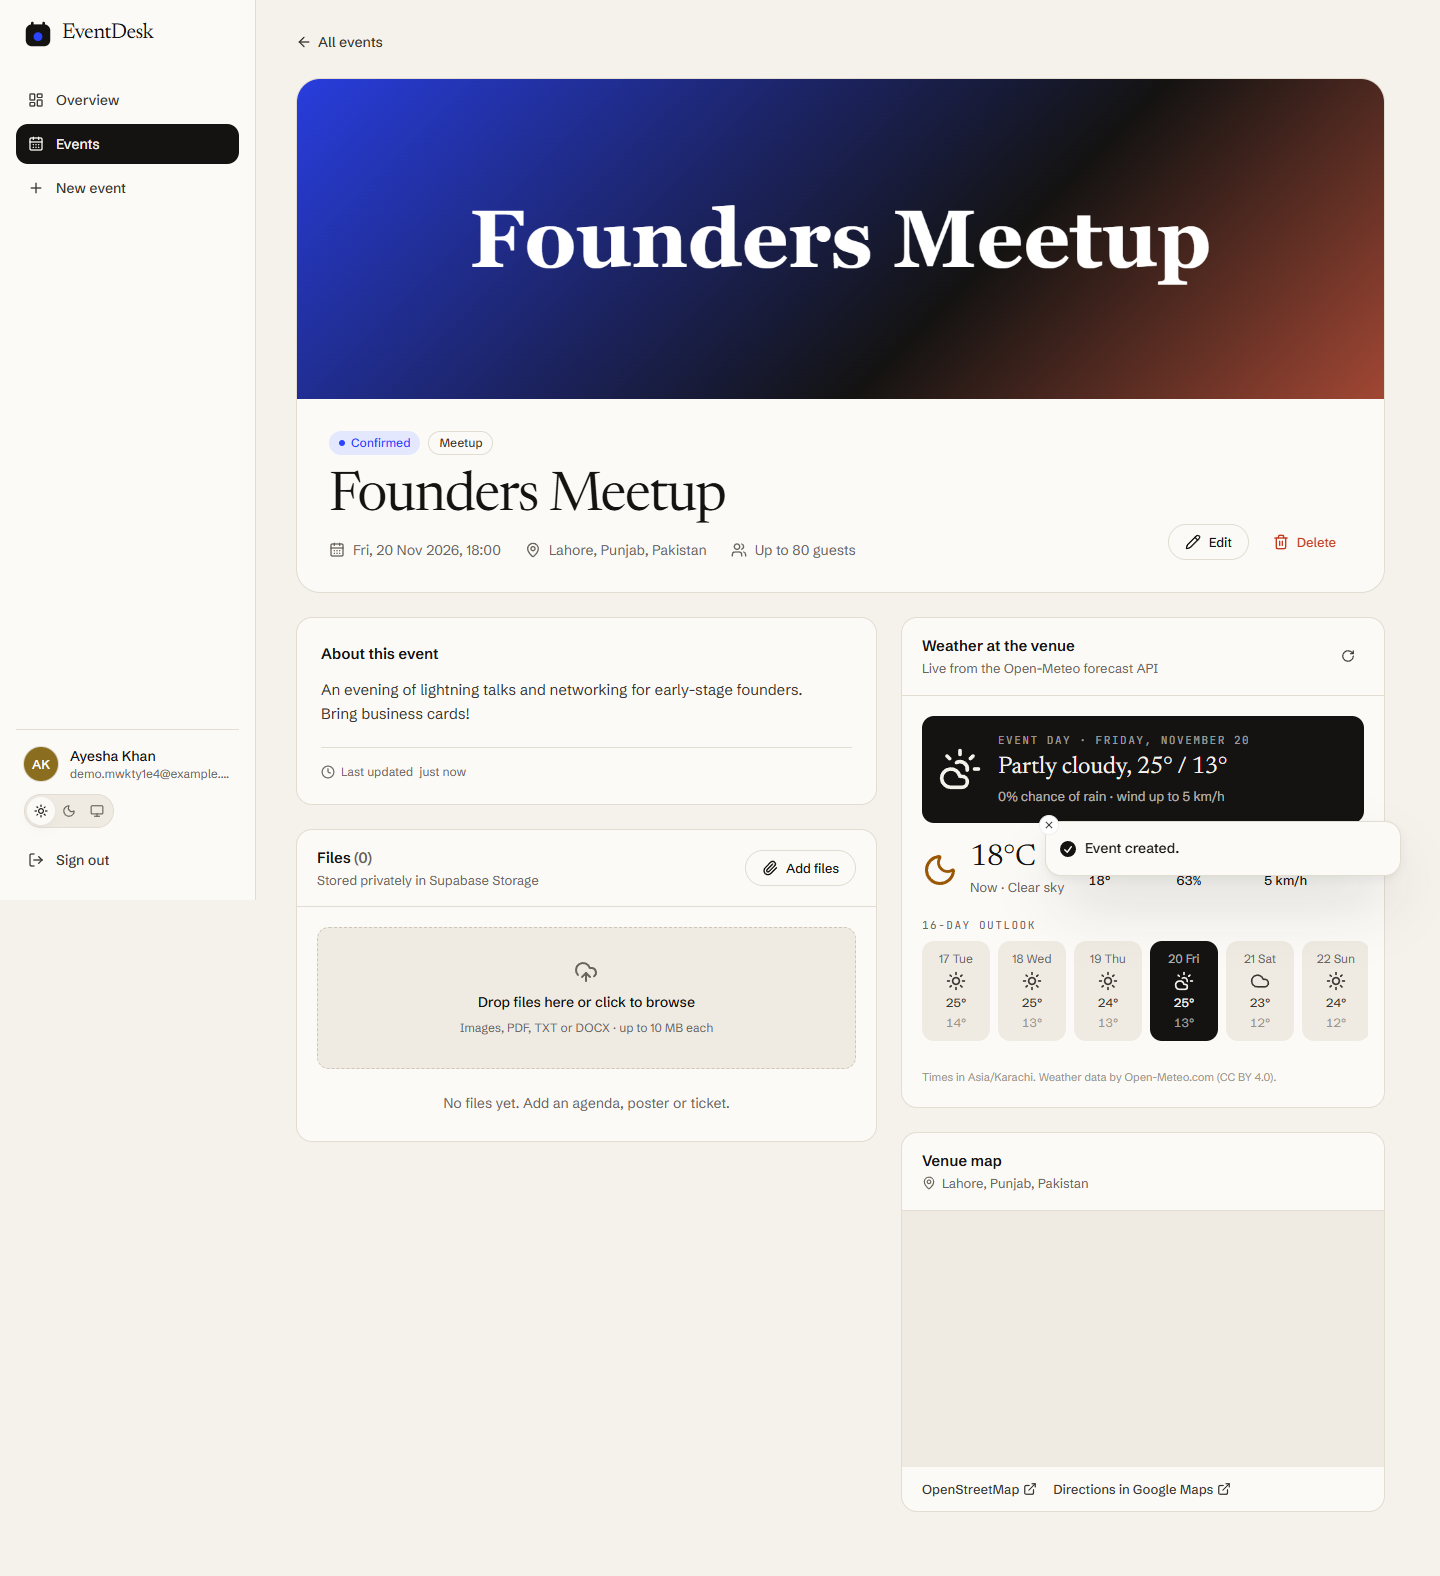 EventDesk
Overview
Events
New event
AK
Ayesha Khan
demo.mwkty1e4@example....
Sign out
All events
Founders Meetup
Confirmed
Meetup
Founders Meetup
Fri, 20 Nov 2026, 18:00
Lahore, Punjab, Pakistan
Up to 80 guests
Edit
Delete
About this event
An evening of lightning talks and networking for early-stage founders.
Bring business cards!
Last updated just now
Files (0)
Stored privately in Supabase Storage
Add files
Drop files here or click to browse
Images, PDF, TXT or DOCX · up to 10 MB each
No files yet. Add an agenda, poster or ticket.
Weather at the venue
Live from the Open-Meteo forecast API
EVENT DAY · FRIDAY, NOVEMBER 20
Partly cloudy, 25° / 13°
0% chance of rain · wind up to 5 km/h
Event created.
18°C
Now · Clear sky
18°
63%
5 km/h
16-DAY OUTLOOK
17 Tue
25°
14°
18 Wed
25°
13°
19 Thu
24°
13°
20 Fri
25°
13°
21 Sat
23°
12°
22 Sun
24°
12°
Times in Asia/Karachi. Weather data by Open-Meteo.com (CC BY 4.0).
Venue map
Lahore, Punjab, Pakistan
OpenStreetMap
Directions in Google Maps